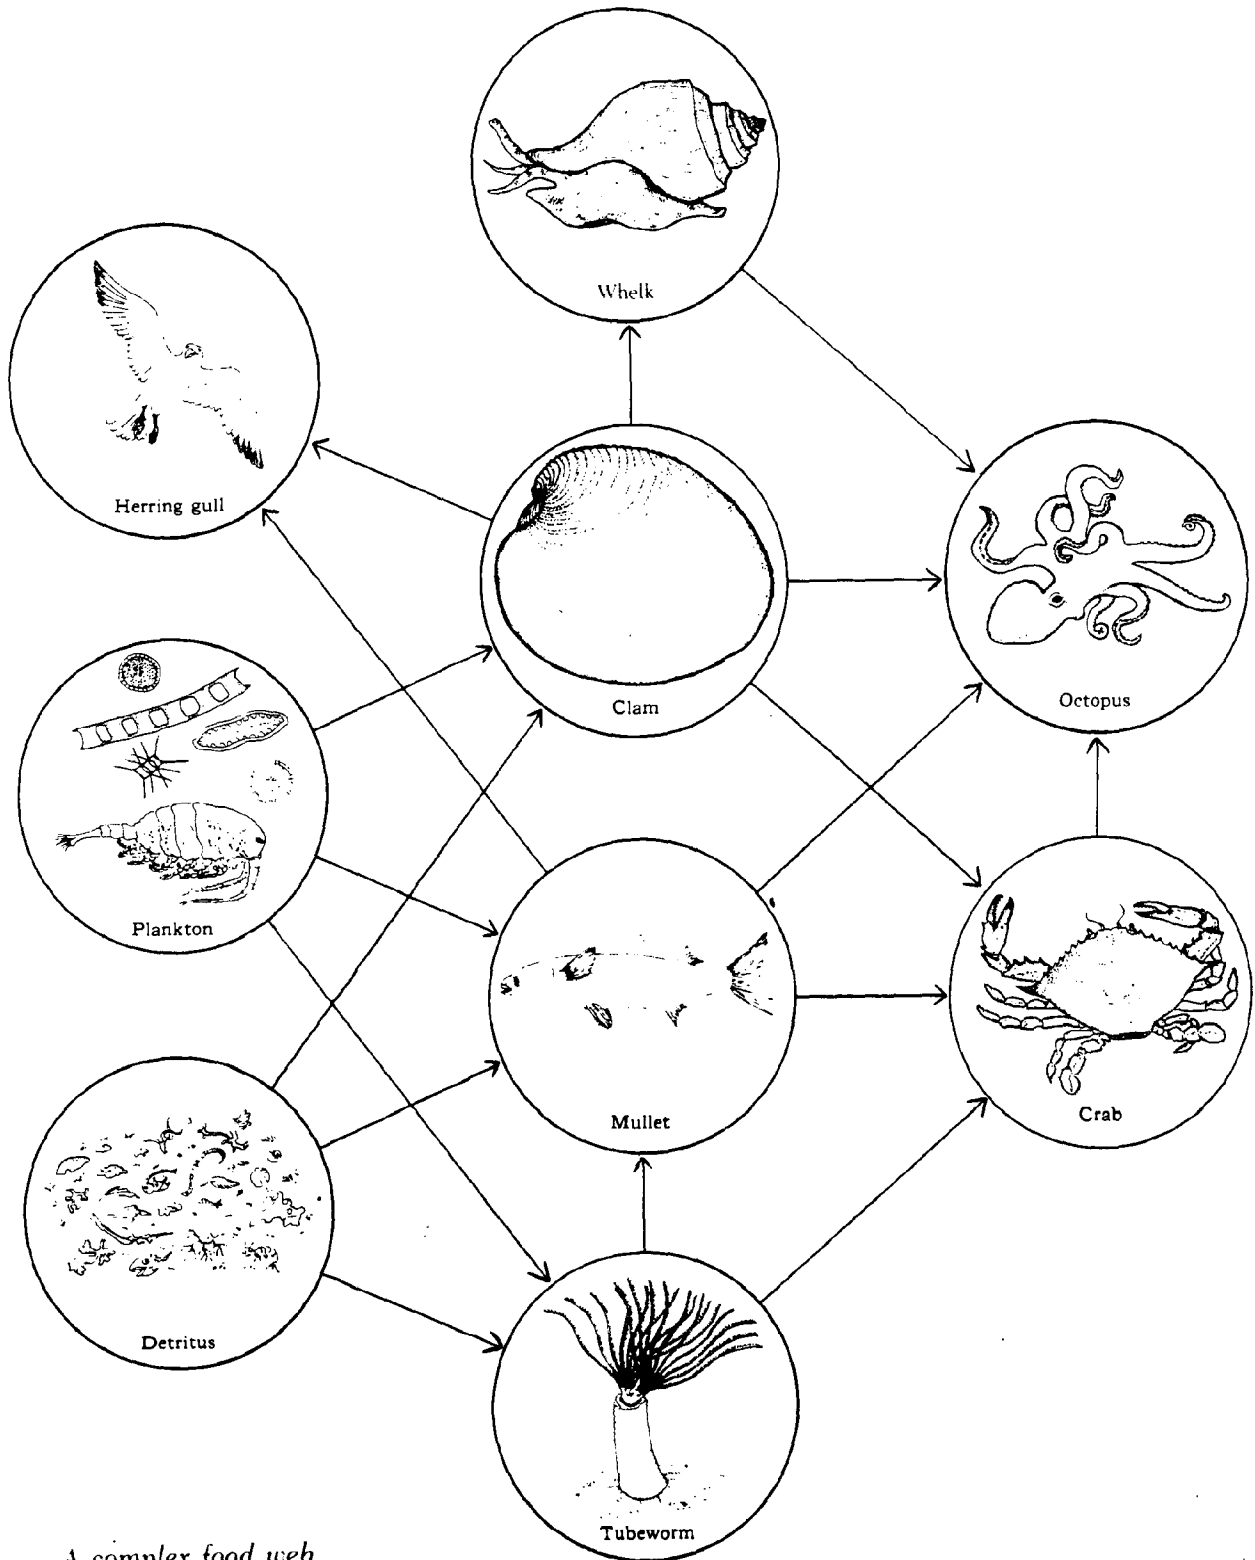 Whelk
Herring gull
Clam
Octopus
Plankton
Mullet
Crab
Detritus
Tubeworm
A complex food web